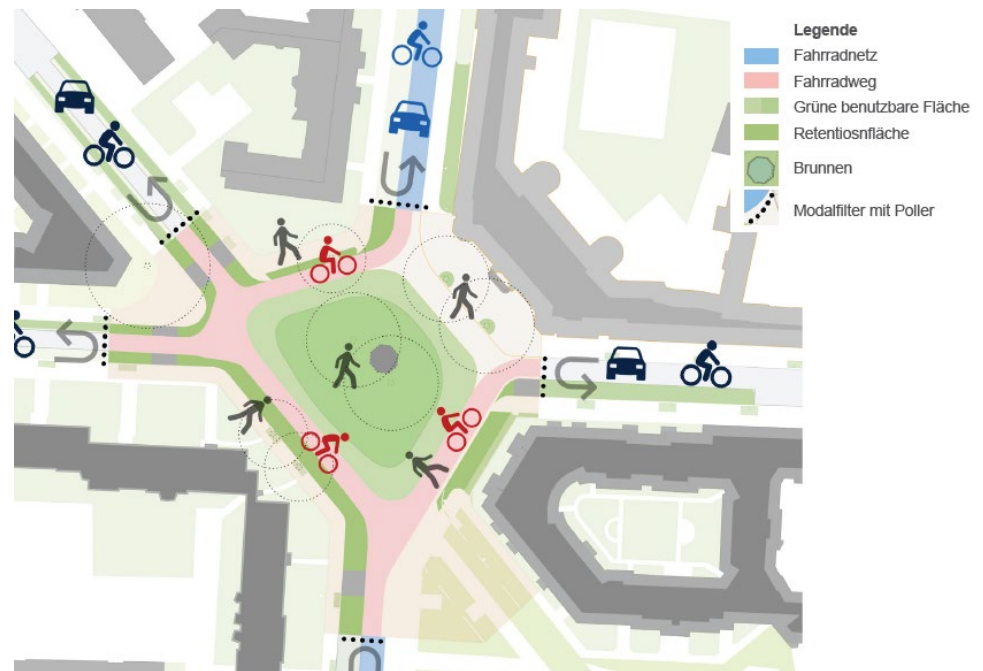 Legende
Fahrradnetz
Fahrradweg
Grüne benutzbare Fläche
Retentiosnfläche
Brunnen
Modalfilter mit Poller